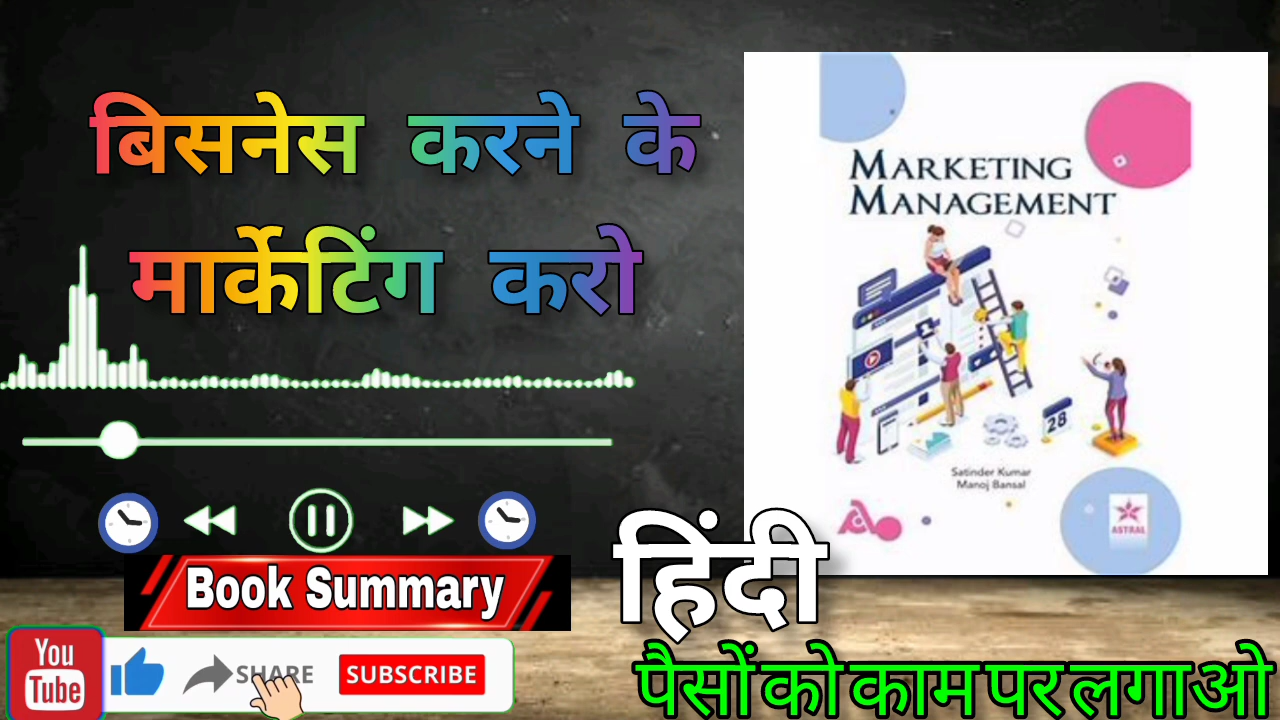 बिसनेस करने के
मार्केटिंग करो
MARKETING
MANAGEMENT
28
Satinder Kumar
Manoj Bansal
ASTRAL
Book Summary
हिंदी
You
Tube
SHARE
SUBSCRIBE
पैसों को काम पर लगाओ